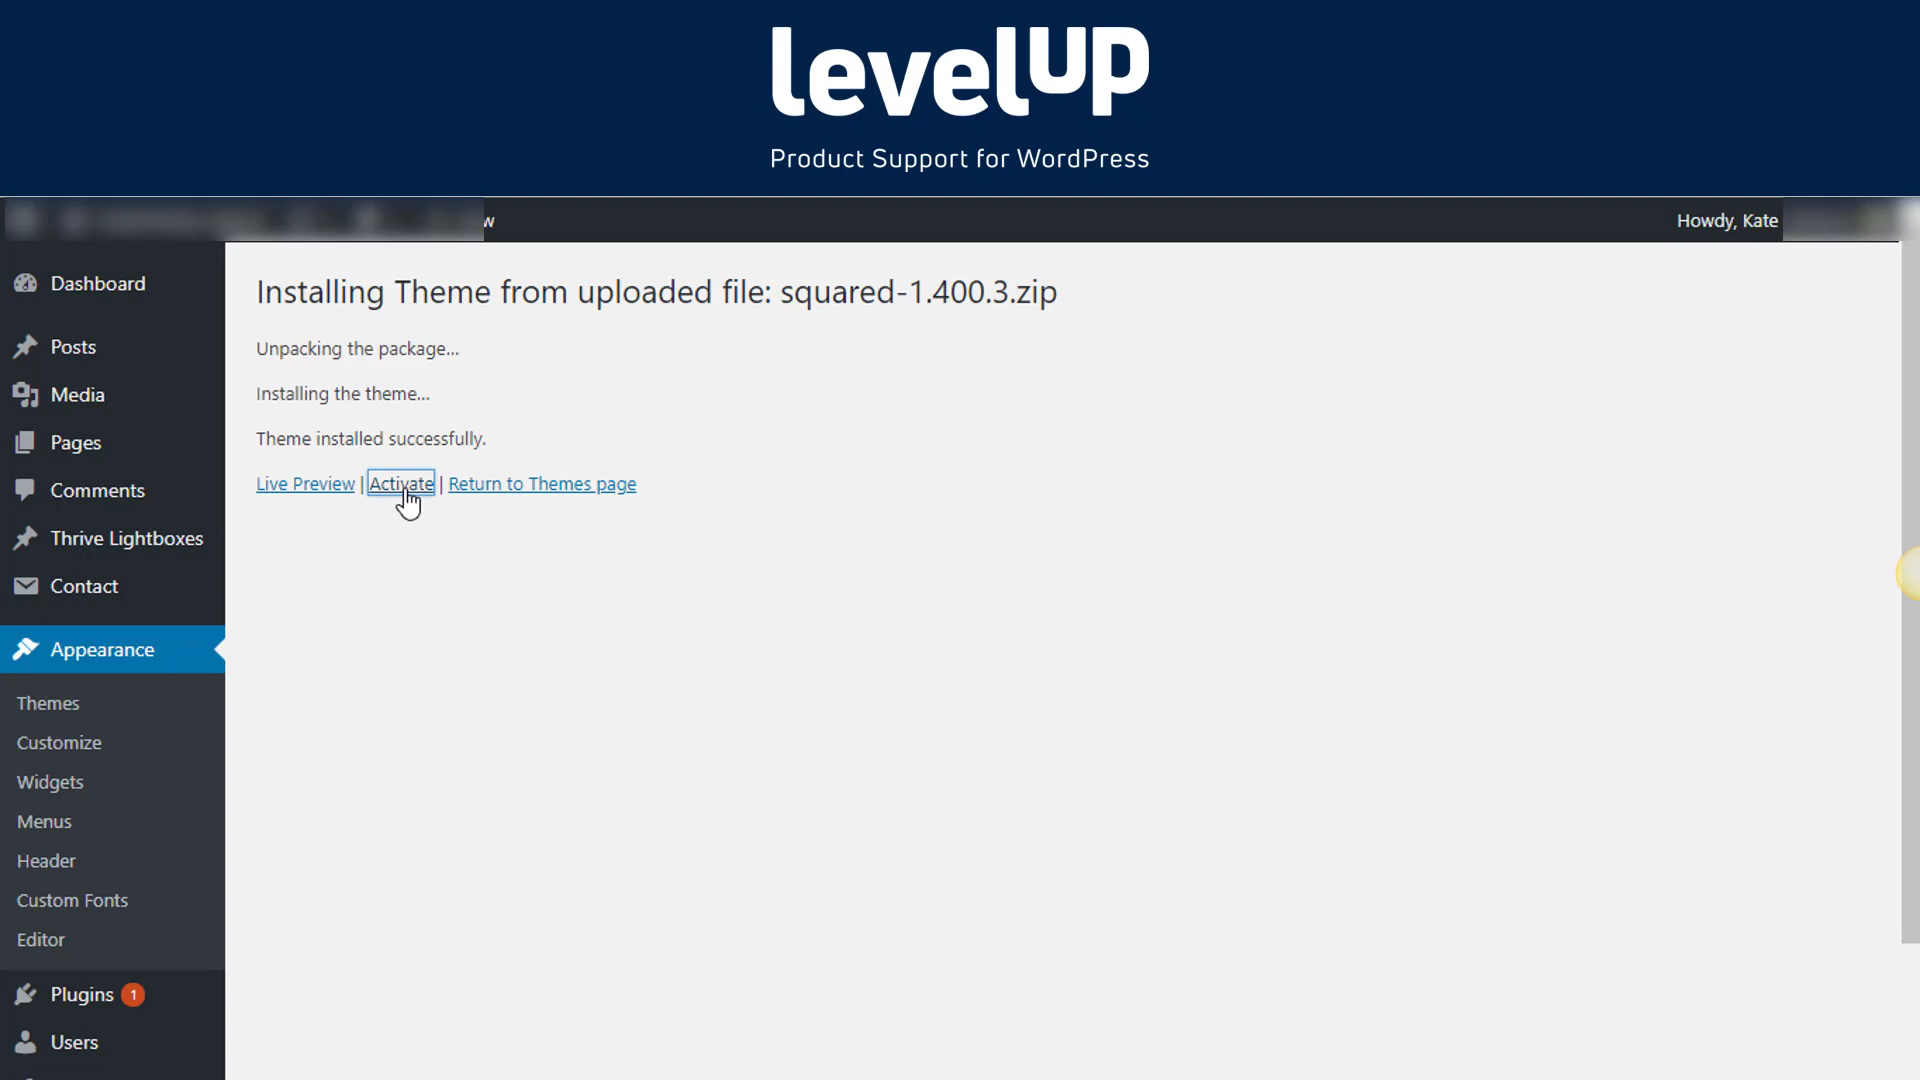 levelUP
Product Support for WordPress
w
Howdy, Kate
Dashboard
Posts
Media
Pages
Comments
Thrive Lightboxes
Contact
Appearance
Themes
Customize
Widgets
Menus
Header
Custom Fonts
Editor
Plugins 1
Users
Installing Theme from uploaded file: squared-1.400.3.zip
Unpacking the package...
Installing the theme...
Theme installed successfully.
Live Preview | Activate | Return to Themes page